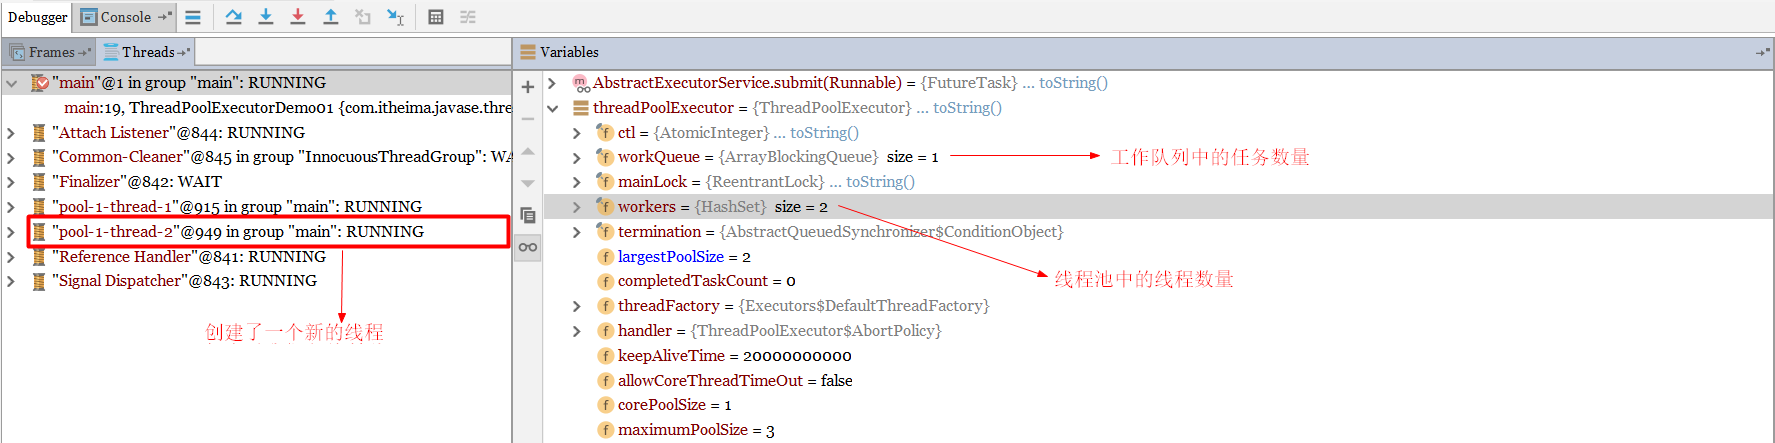 Debugger
Console
Frames
Threads
"main"@1 in group "main": RUNNING
main:19, ThreadPoolExecutorDemo01 {com.itheima.javase.thre
"Attach Listener"@844: RUNNING
"Common-Cleaner"@845 in group "InnocuousThreadGroup": WA
"Finalizer"@842: WAIT
"pool-1-thread-1"@915 in group "main": RUNNING
"pool-1-thread-2"@949 in group "main": RUNNING
"Reference Handler"@841: RUNNING
"Signal Dispatcher"@843: RUNNING
创建了一个新的线程
Variables
AbstractExecutorService.submit(Runnable) = {FutureTask} ... toString()
threadPoolExecutor = {ThreadPoolExecutor} ... toString()
ctl = {AtomicInteger} ... toString()
workQueue = {ArrayBlockingQueue} size = 1
工作队列中的任务数量
mainLock = {ReentrantLock} ... toString()
workers = {HashSet} size = 2
termination = {AbstractQueuedSynchronizer$ConditionObject}
largestPoolSize = 2
completedTaskCount = 0
线程池中的线程数量
threadFactory = {Executors$DefaultThreadFactory}
handler = {ThreadPoolExecutor$AbortPolicy}
keepAliveTime = 20000000000
allowCoreThreadTimeOut = false
corePoolSize = 1
maximumPoolSize = 3